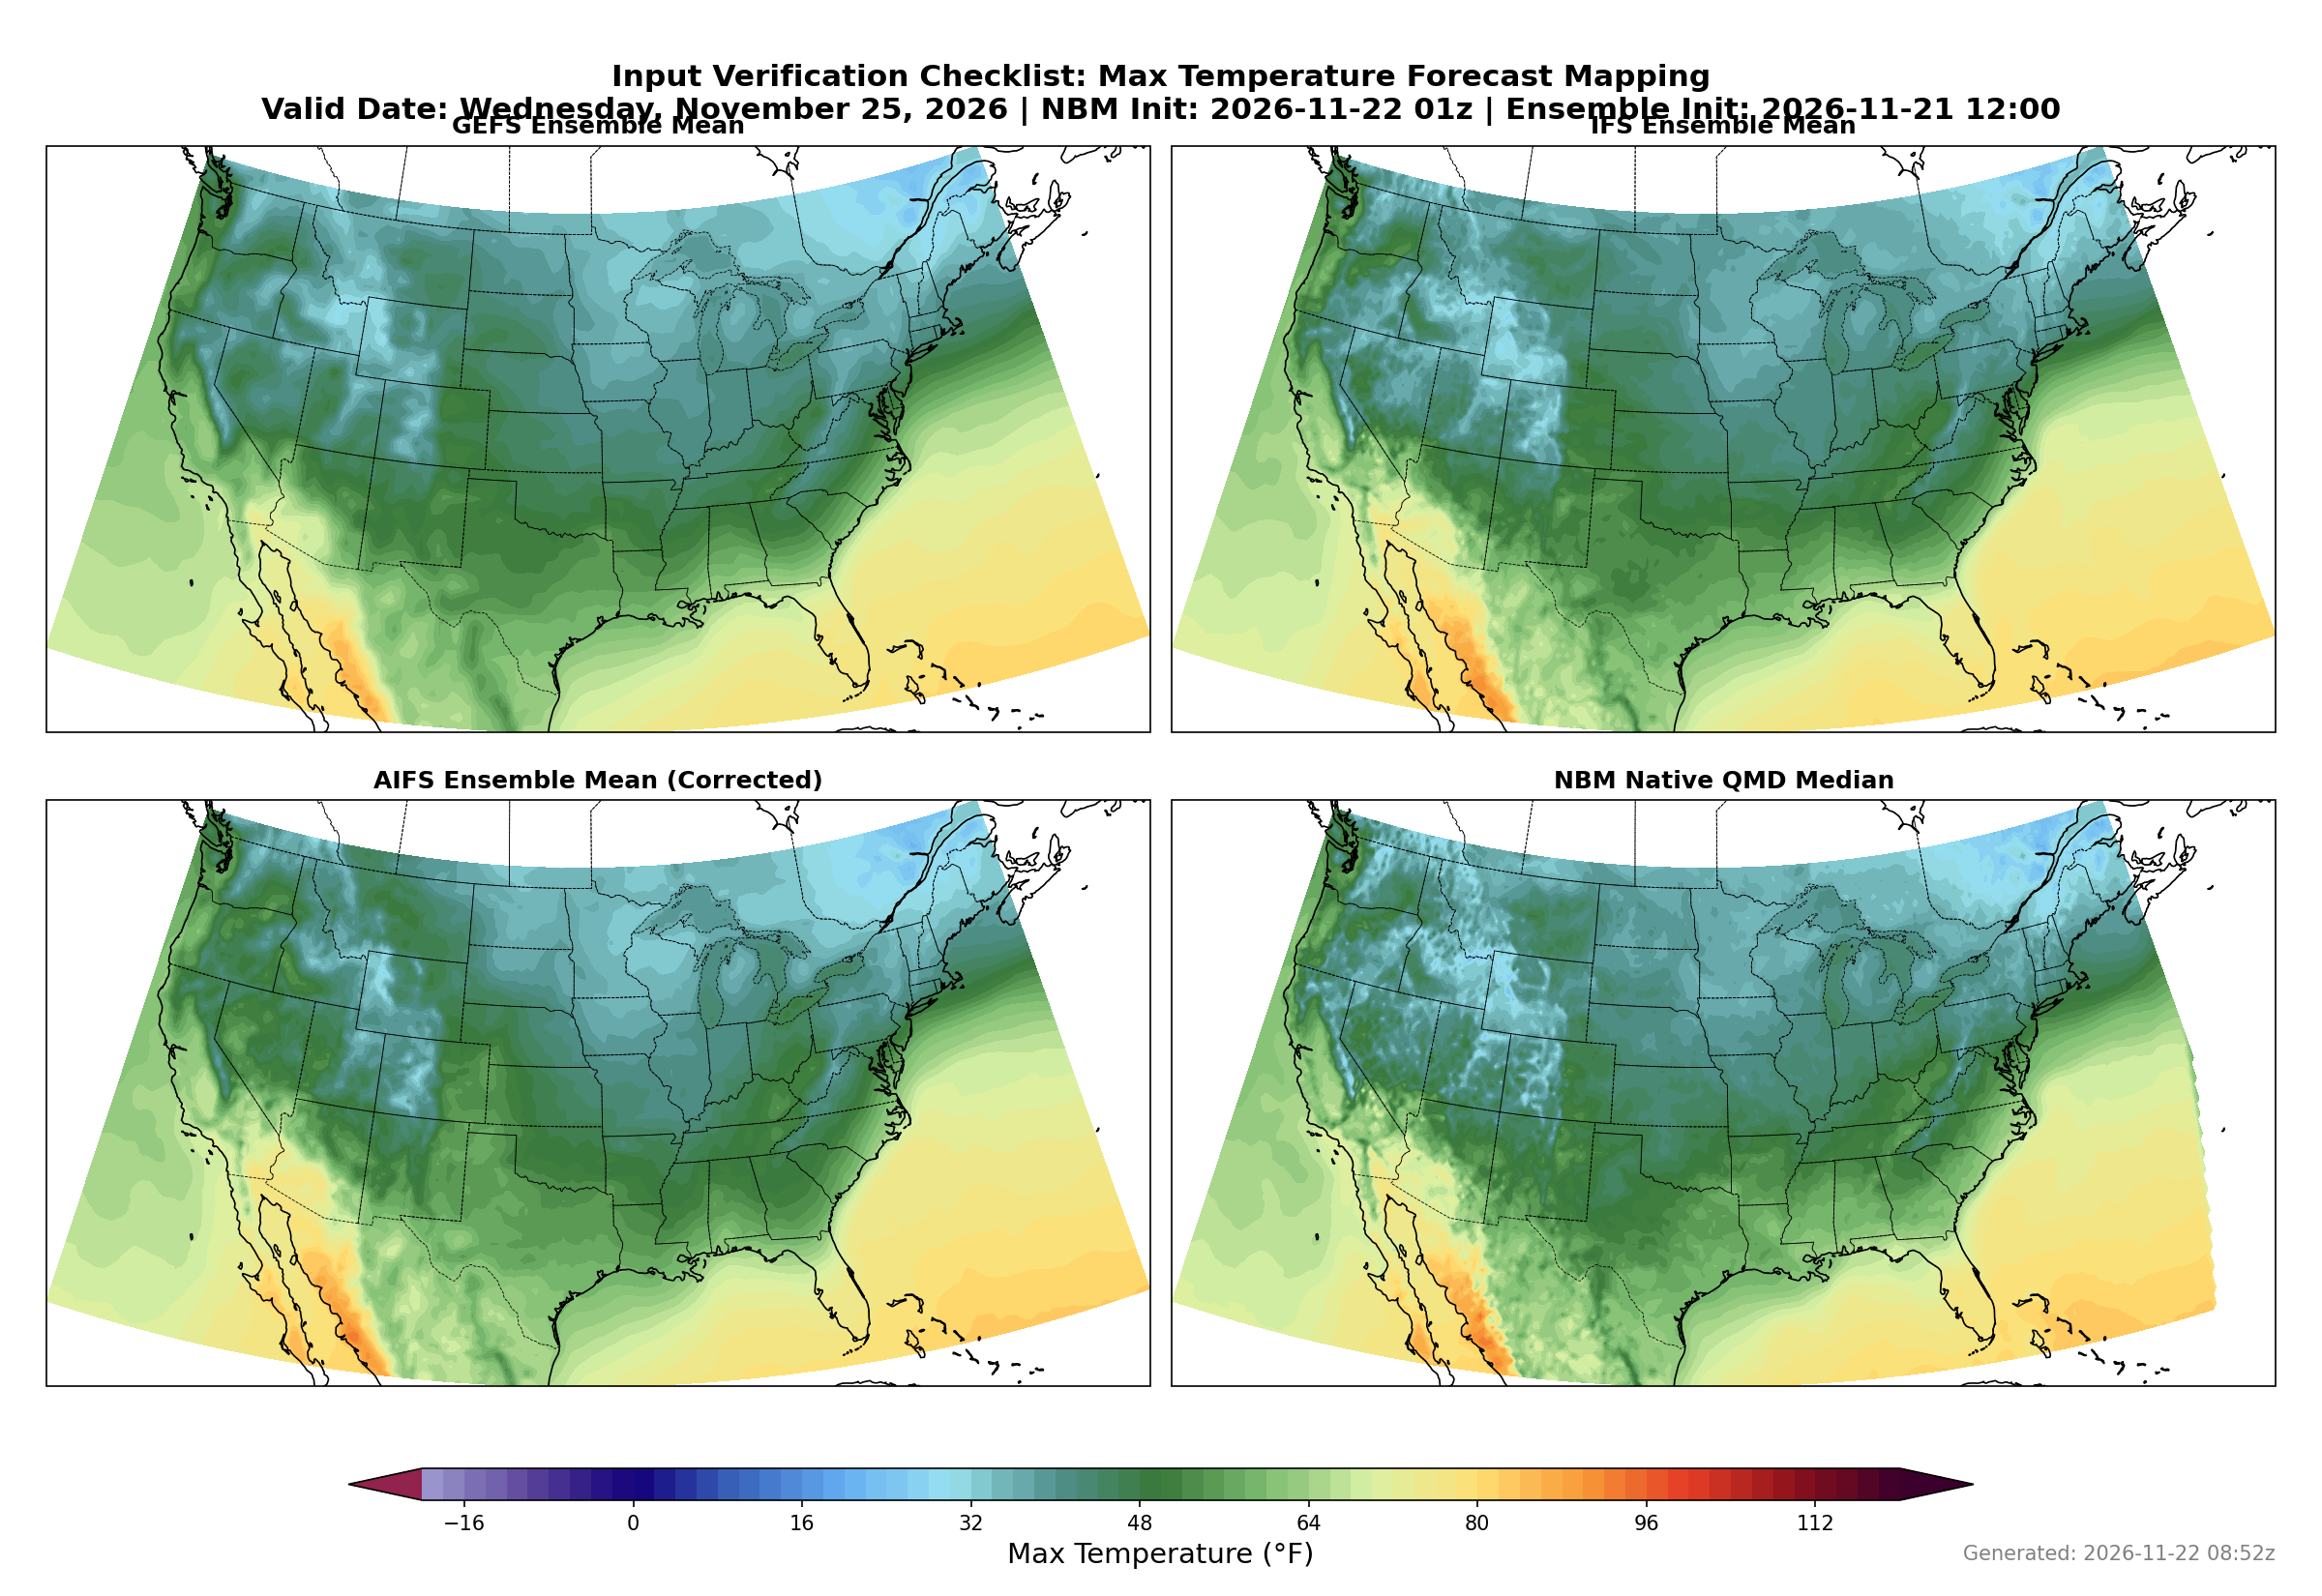 Input Verification Checklist: Max Temperature Forecast Mapping
Valid Date: Wednesday, November 25, 2026 | NBM Init: 2026-11-22 01z | Ensemble Init: 2026-11-21 12:00
GEFS Ensemble Mean
IFS Ensemble Mean
AIFS Ensemble Mean (Corrected)
NBM Native QMD Median
−16 0 16 32 48 64 80 96 112
Max Temperature (°F)
Generated: 2026-11-22 08:52z